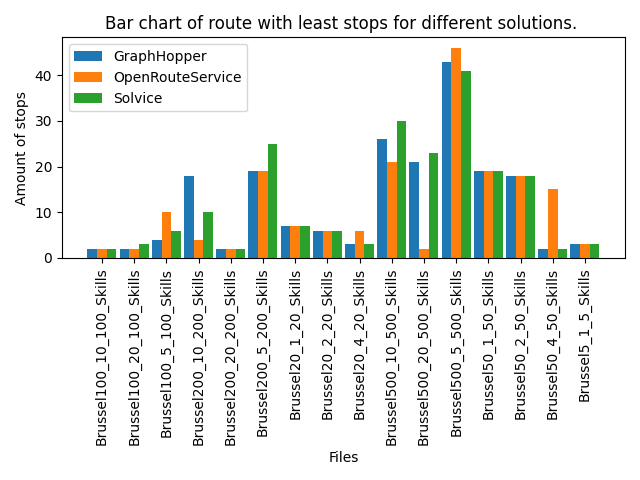 Bar chart of route with least stops for different solutions.
GraphHopper
OpenRouteService
Solvice
Amount of stops
40
30
20
10
0
Brussel100_10_100_Skills
Brussel100_20_100_Skills
Brussel100_5_100_Skills
Brussel200_10_200_Skills
Brussel200_20_200_Skills
Brussel200_5_200_Skills
Brussel20_1_20_Skills
Brussel20_2_20_Skills
Brussel20_4_20_Skills
Brussel500_10_500_Skills
Brussel500_20_500_Skills
Brussel500_5_500_Skills
Brussel50_1_50_Skills
Brussel50_2_50_Skills
Brussel50_4_50_Skills
Brussel5_1_5_Skills
Files